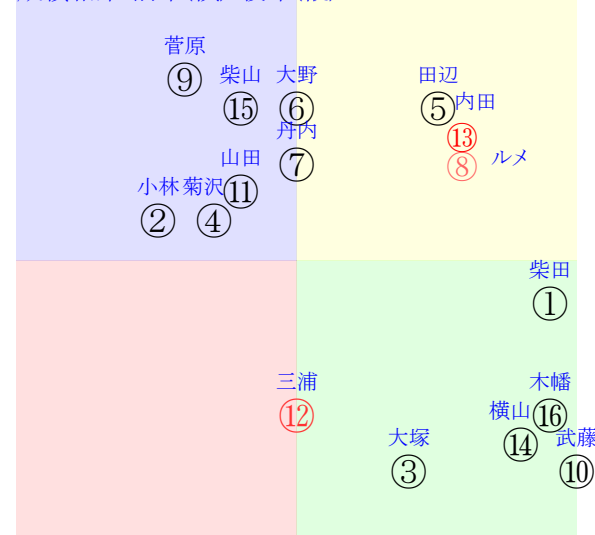 菅原
⑨
柴山 大野 田辺
⑮ ⑥ ⑤ 内田
丹内 ⑬
山田 ⑦ ⑧ ルメ
小林 菊沢 ⑪
② ④
柴田
①
三浦 木幡
⑫ 横山 ⑯
大塚 ⑭ 武藤
③ ⑩